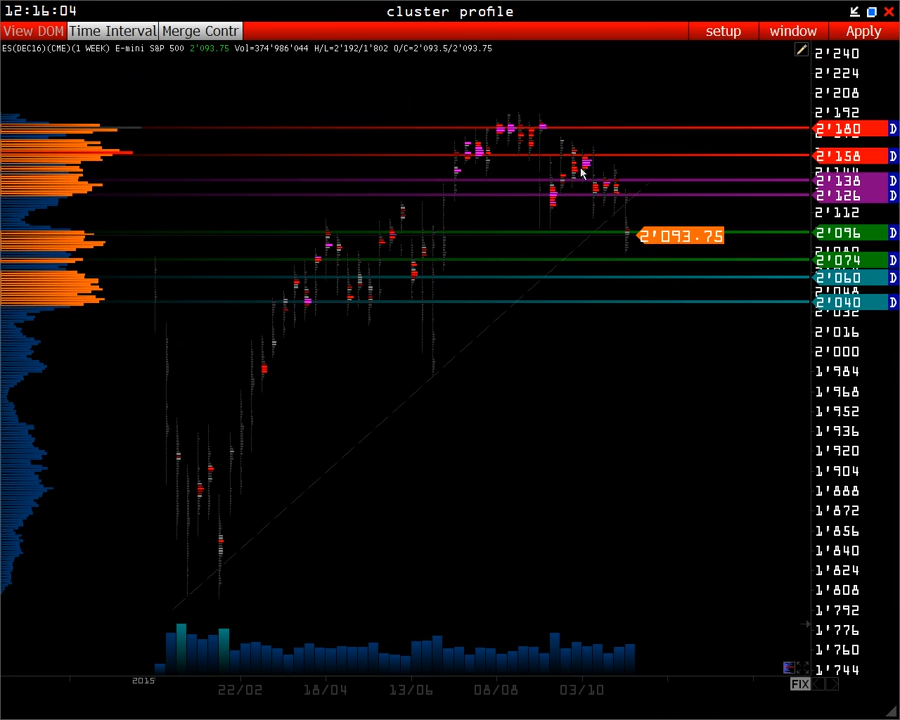 12:16:04 cluster profile
View DOM Time Interval Merge Contr setup window Apply
ES(DEC16)(CME)(1 WEEK) E-mini S&P 500 2'093.75 Vol=374'986'044 H/L=2'192/1'802 O/C=2'093.5/2'093.75
2'240
2'224
2'208
2'192
2'180 D
2'158 D
2'138 D
2'126 D
2'112
2'096 D
2'093.75
2'074 D
2'060 D
2'040 D
2'032
2'016
2'000
1'984
1'968
1'952
1'936
1'920
1'904
1'888
1'872
1'856
1'840
1'824
1'808
1'792
1'776
1'760
1'744
2015
FIX
22/02 18/04 13/06 08/08 03/10